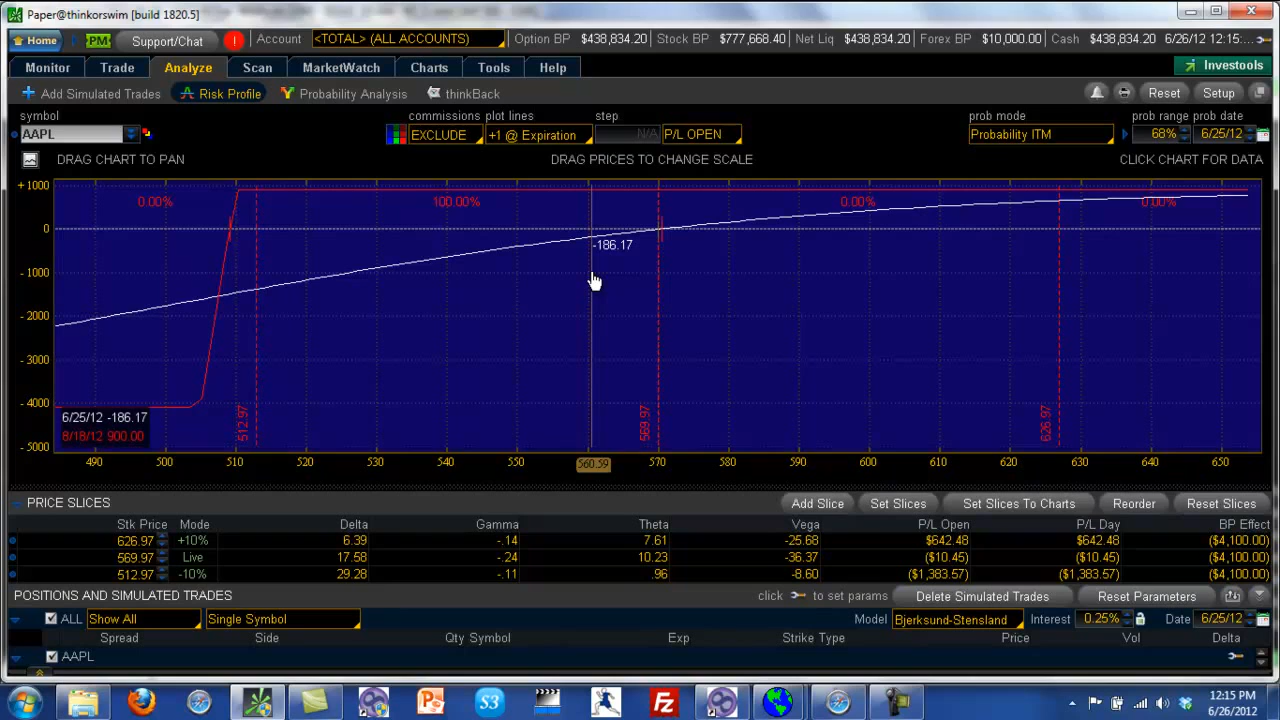 Paper@thinkorswim [build 1820.5]
Home PM Support/Chat ! Account <TOTAL> (ALL ACCOUNTS) Option BP $438,834.20 Stock BP $777,668.40 Net Liq $438,834.20 Forex BP $10,000.00 Cash $438,834.20 6/26/12 12:15:...
Monitor Trade Analyze Scan MarketWatch Charts Tools Help Investools
Add Simulated Trades Risk Profile Probability Analysis thinkBack Reset Setup
symbol commissions plot lines step prob mode prob range prob date
AAPL EXCLUDE +1 @ Expiration N/A P/L OPEN Probability ITM 68% 6/25/12
DRAG CHART TO PAN DRAG PRICES TO CHANGE SCALE CLICK CHART FOR DATA
+1000
0.00% 100.00% 0.00% 0.00%
0
-186.17
-1000
-2000
-3000
-4000
512.97 569.97 626.97
6/25/12 -186.17
8/18/12 900.00
-5000
490 500 510 520 530 540 550 560.59 570 580 590 600 610 620 630 640 650
PRICE SLICES Add Slice Set Slices Set Slices To Charts Reorder Reset Slices
Stk Price Mode Delta Gamma Theta Vega P/L Open P/L Day BP Effect
626.97 +10% 6.39 -.14 7.61 -25.68 $642.48 $642.48 ($4,100.00)
569.97 Live 17.58 -.24 10.23 -36.37 ($10.45) ($10.45) ($4,100.00)
512.97 -10% 29.28 -.11 .96 -8.60 ($1,383.57) ($1,383.57) ($4,100.00)
POSITIONS AND SIMULATED TRADES click to set params Delete Simulated Trades Reset Parameters
ALL Show All Single Symbol Model Bjerksund-Stensland Interest 0.25% Date 6/25/12
Spread Side Qty Symbol Exp Strike Type Price Vol Delta
AAPL
S3 P Fz 12:15 PM
6/26/2012